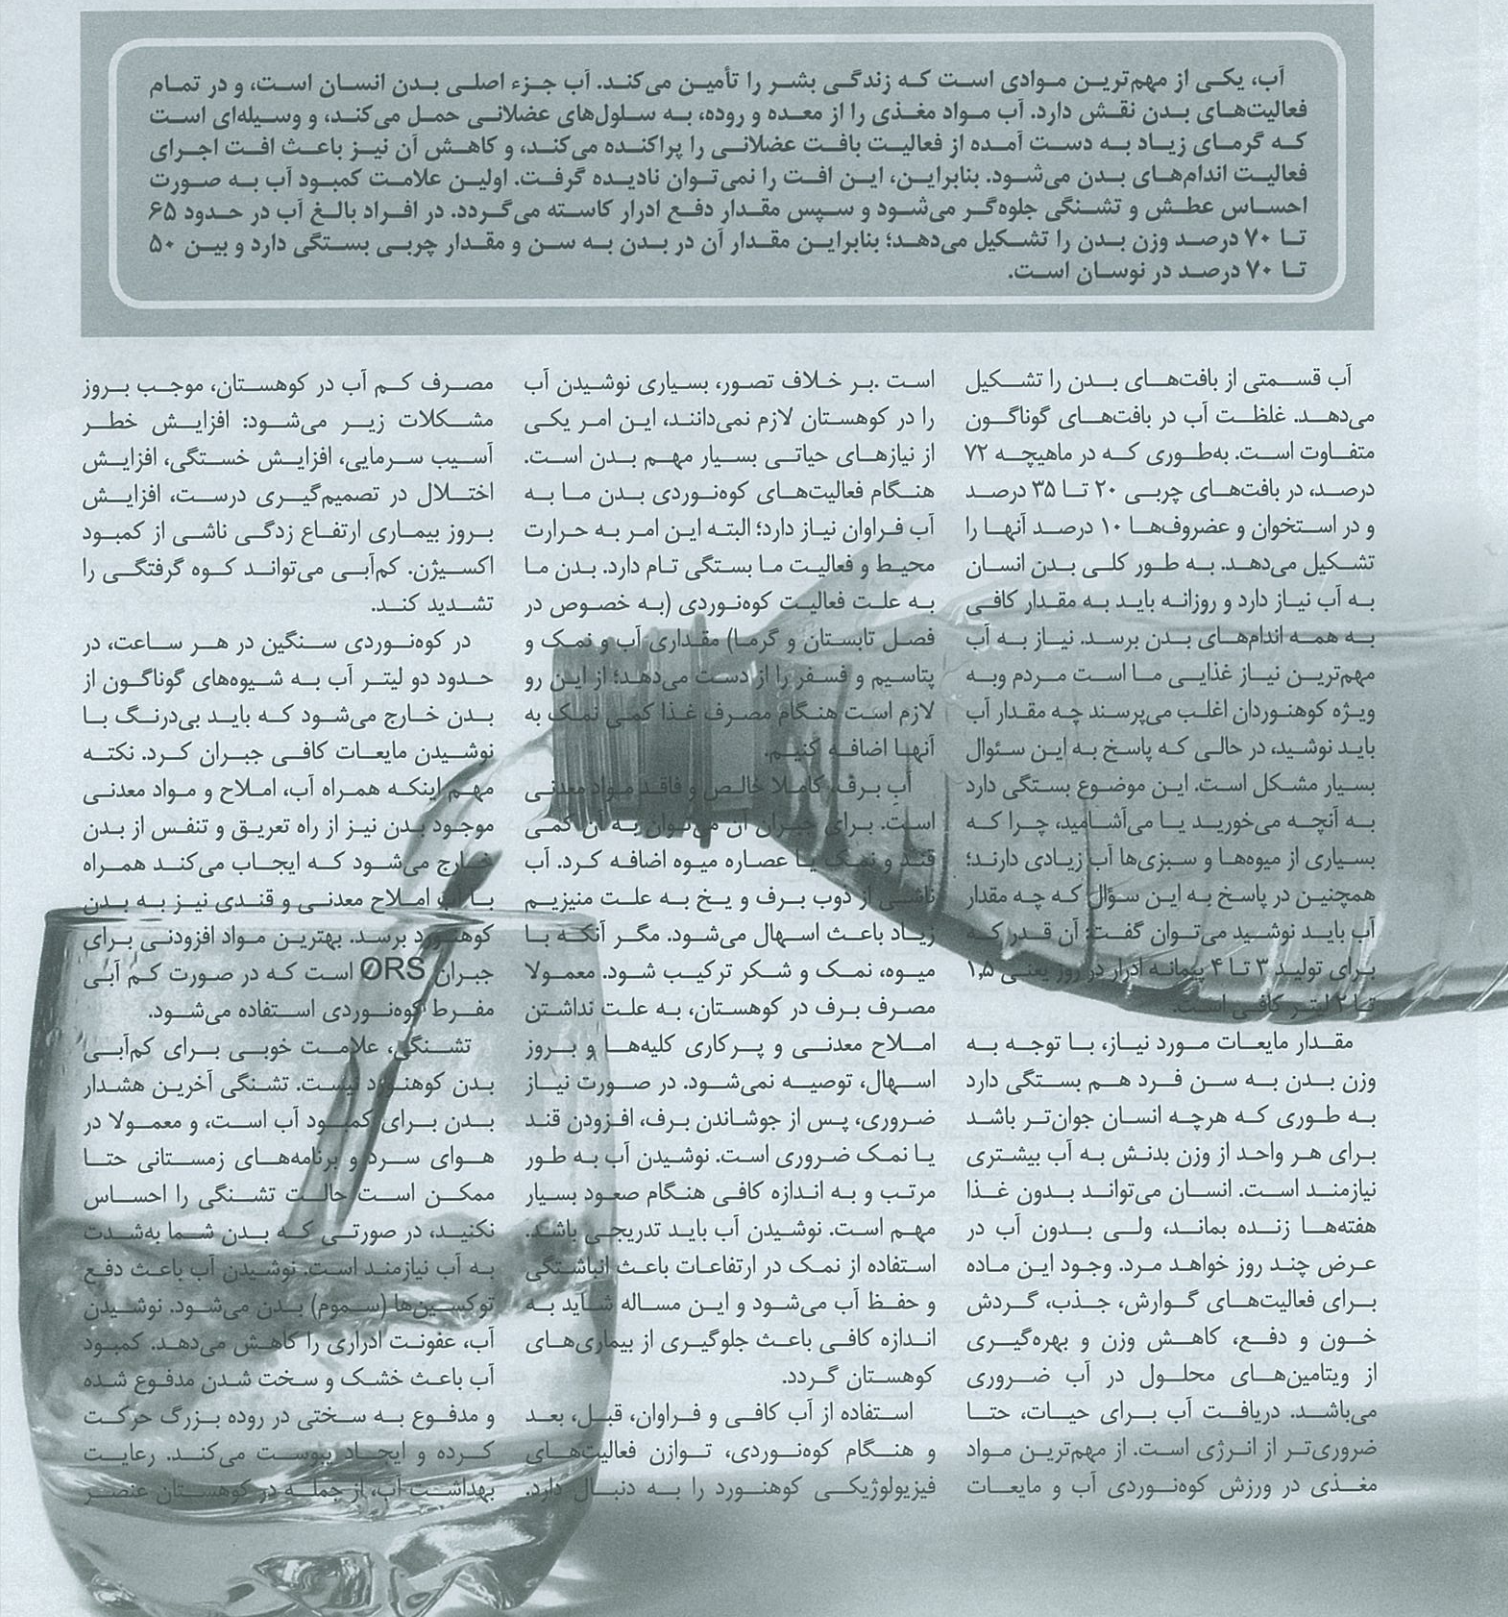 آب، یکی از مهم‌ترین موادی است که زندگی بشر را تأمین می‌کند. آب جزء اصلی بدن انسان است، و در تمام
فعالیت‌های بدن نقش دارد. آب مواد مغذی را از معده و روده، به سلول‌های عضلانی حمل می‌کند، و وسیله‌ای است
که گرمای زیاد به دست آمده از فعالیت بافت عضلانی را پراکنده می‌کند، و کاهش آن نیز باعث افت اجرای
فعالیت اندام‌های بدن می‌شود. بنابراین، این افت را نمی‌توان نادیده گرفت. اولین علامت کمبود آب به صورت
احساس عطش و تشنگی جلوه‌گر می‌شود و سپس مقدار دفع ادرار کاسته می‌گردد. در افراد بالغ آب در حدود ۶۵
تا ۷۰ درصد وزن بدن را تشکیل می‌دهد؛ بنابراین مقدار آن در بدن به سن و مقدار چربی بستگی دارد و بین ۵۰
تا ۷۰ درصد در نوسان است.
آب قسمتی از بافت‌های بدن را تشکیل
می‌دهد. غلظت آب در بافت‌های گوناگون
متفاوت است. به‌طوری که در ماهیچه ۷۲
درصد، در بافت‌های چربی ۲۰ تا ۳۵ درصد
و در استخوان و غضروف‌ها ۱۰ درصد آنها را
تشکیل می‌دهد. به طور کلی بدن انسان
به آب نیاز دارد و روزانه باید به مقدار کافی
به همه اندام‌های بدن برسد. نیاز به آب
مهم‌ترین نیاز غذایی ما است مردم وبه
ویژه کوهنوردان اغلب می‌پرسند چه مقدار آب
باید نوشید، در حالی که پاسخ به این سئوال
بسیار مشکل است. این موضوع بستگی دارد
به آنچه می‌خورید یا می‌آشامید، چرا که
بسیاری از میوه‌ها و سبزی‌ها آب زیادی دارند؛
همچنین در پاسخ به این سؤال که چه مقدار
آب باید نوشید می‌توان گفت: آن قدر که
برای تولید ۳ تا ۴ پیمانه ادرار در روز یعنی ۱٫۵
تا ۲ لیتر کافی است.
مقدار مایعات مورد نیاز، با توجه به
وزن بدن به سن فرد هم بستگی دارد
به طوری که هرچه انسان جوان‌تر باشد
برای هر واحد از وزن بدنش به آب بیشتری
نیازمند است. انسان می‌تواند بدون غذا
هفته‌ها زنده بماند، ولی بدون آب در
عرض چند روز خواهد مرد. وجود این ماده
برای فعالیت‌های گوارش، جذب، گردش
خون و دفع، کاهش وزن و بهره‌گیری
از ویتامین‌های محلول در آب ضروری
می‌باشد. دریافت آب برای حیات، حتا
ضروری‌تر از انرژی است. از مهم‌ترین مواد
مغذی در ورزش کوه‌نوردی آب و مایعات
است .بر خلاف تصور، بسیاری نوشیدن آب
را در کوهستان لازم نمی‌دانند، این امر یکی
از نیازهای حیاتی بسیار مهم بدن است.
هنگام فعالیت‌های کوه‌نوردی بدن ما به
آب فراوان نیاز دارد؛ البته این امر به حرارت
محیط و فعالیت ما بستگی تام دارد. بدن ما
به علت فعالیت کوه‌نوردی (به خصوص در
فصل تابستان و گرما) مقداری آب و نمک و
پتاسیم و فسفر را از دست می‌دهد؛ از این رو
لازم است هنگام مصرف غذا کمی نمک به
آنها اضافه کنیم.
آب برف، کاملا خالص و فاقد مواد معدنی
است. برای جبران آن می‌توان به آن کمی
قند و نمک یا عصاره میوه اضافه کرد. آب
ناشی از ذوب برف و یخ به علت منیزیم
زیاد باعث اسهال می‌شود. مگر آنکه با
میوه، نمک و شکر ترکیب شود. معمولا
مصرف برف در کوهستان، به علت نداشتن
املاح معدنی و پرکاری کلیه‌ها و بروز
اسهال، توصیه نمی‌شود. در صورت نیاز
ضروری، پس از جوشاندن برف، افزودن قند
یا نمک ضروری است. نوشیدن آب به طور
مرتب و به اندازه کافی هنگام صعود بسیار
مهم است. نوشیدن آب باید تدریجی باشد.
استفاده از نمک در ارتفاعات باعث انباشتگی
و حفظ آب می‌شود و این مساله شاید به
اندازه کافی باعث جلوگیری از بیماری‌های
کوهستان گردد.
استفاده از آب کافی و فراوان، قبل، بعد
و هنگام کوه‌نوردی، توازن فعالیت‌های
فیزیولوژیکی کوهنورد را به دنبال دارد.
مصرف کم آب در کوهستان، موجب بروز
مشکلات زیر می‌شود: افزایش خطر
آسیب سرمایی، افزایش خستگی، افزایش
اختلال در تصمیم‌گیری درست، افزایش
بروز بیماری ارتفاع زدگی ناشی از کمبود
اکسیژن. کم‌آبی می‌تواند کوه گرفتگی را
تشدید کند.
در کوه‌نوردی سنگین در هر ساعت، در
حدود دو لیتر آب به شیوه‌های گوناگون از
بدن خارج می‌شود که باید بی‌درنگ با
نوشیدن مایعات کافی جبران کرد. نکته
مهم اینکه همراه آب، املاح و مواد معدنی
موجود بدن نیز از راه تعریق و تنفس از بدن
خارج می‌شود که ایجاب می‌کند همراه
با آب املاح معدنی و قندی نیز به بدن
کوهنورد برسد. بهترین مواد افزودنی برای
جبران ORS است که در صورت کم آبی
مفرط کوه‌نوردی استفاده می‌شود.
تشنگی، علامت خوبی برای کم‌آبی
بدن کوهنورد نیست. تشنگی آخرین هشدار
بدن برای کمبود آب است، و معمولا در
هوای سرد و برنامه‌های زمستانی حتا
ممکن است حالت تشنگی را احساس
نکنید، در صورتی که بدن شما به‌شدت
به آب نیازمند است. نوشیدن آب باعث دفع
توکسین‌ها (سموم) بدن می‌شود. نوشیدن
آب، عفونت ادراری را کاهش می‌دهد. کمبود
آب باعث خشک و سخت شدن مدفوع شده
و مدفوع به سختی در روده بزرگ حرکت
کرده و ایجاد یبوست می‌کند. رعایت
بهداشت آب، از جمله در کوهستان عنصر